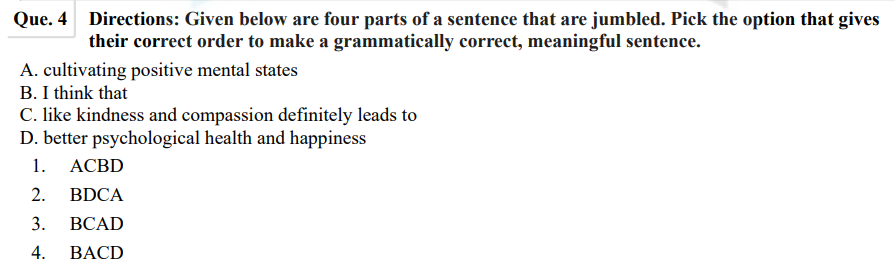 Que. 4 Directions: Given below are four parts of a sentence that are jumbled. Pick the option that gives
their correct order to make a grammatically correct, meaningful sentence.
A. cultivating positive mental states
B. I think that
C. like kindness and compassion definitely leads to
D. better psychological health and happiness
1. ACBD
2. BDCA
3. BCAD
4. BACD